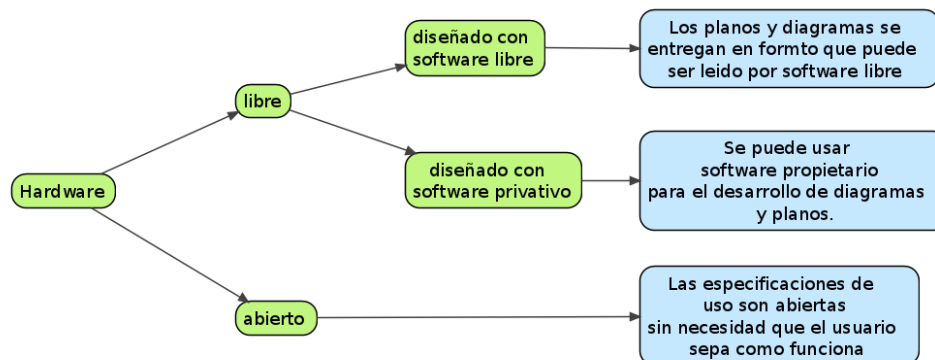 Hardware
libre
diseñado con
software libre
Los planos y diagramas se
entregan en formto que puede
ser leido por software libre
diseñado con
software privativo
Se puede usar
software propietario
para el desarrollo de diagramas
y planos.
abierto
Las especificaciones de
uso son abiertas
sin necesidad que el usuario
sepa como funciona